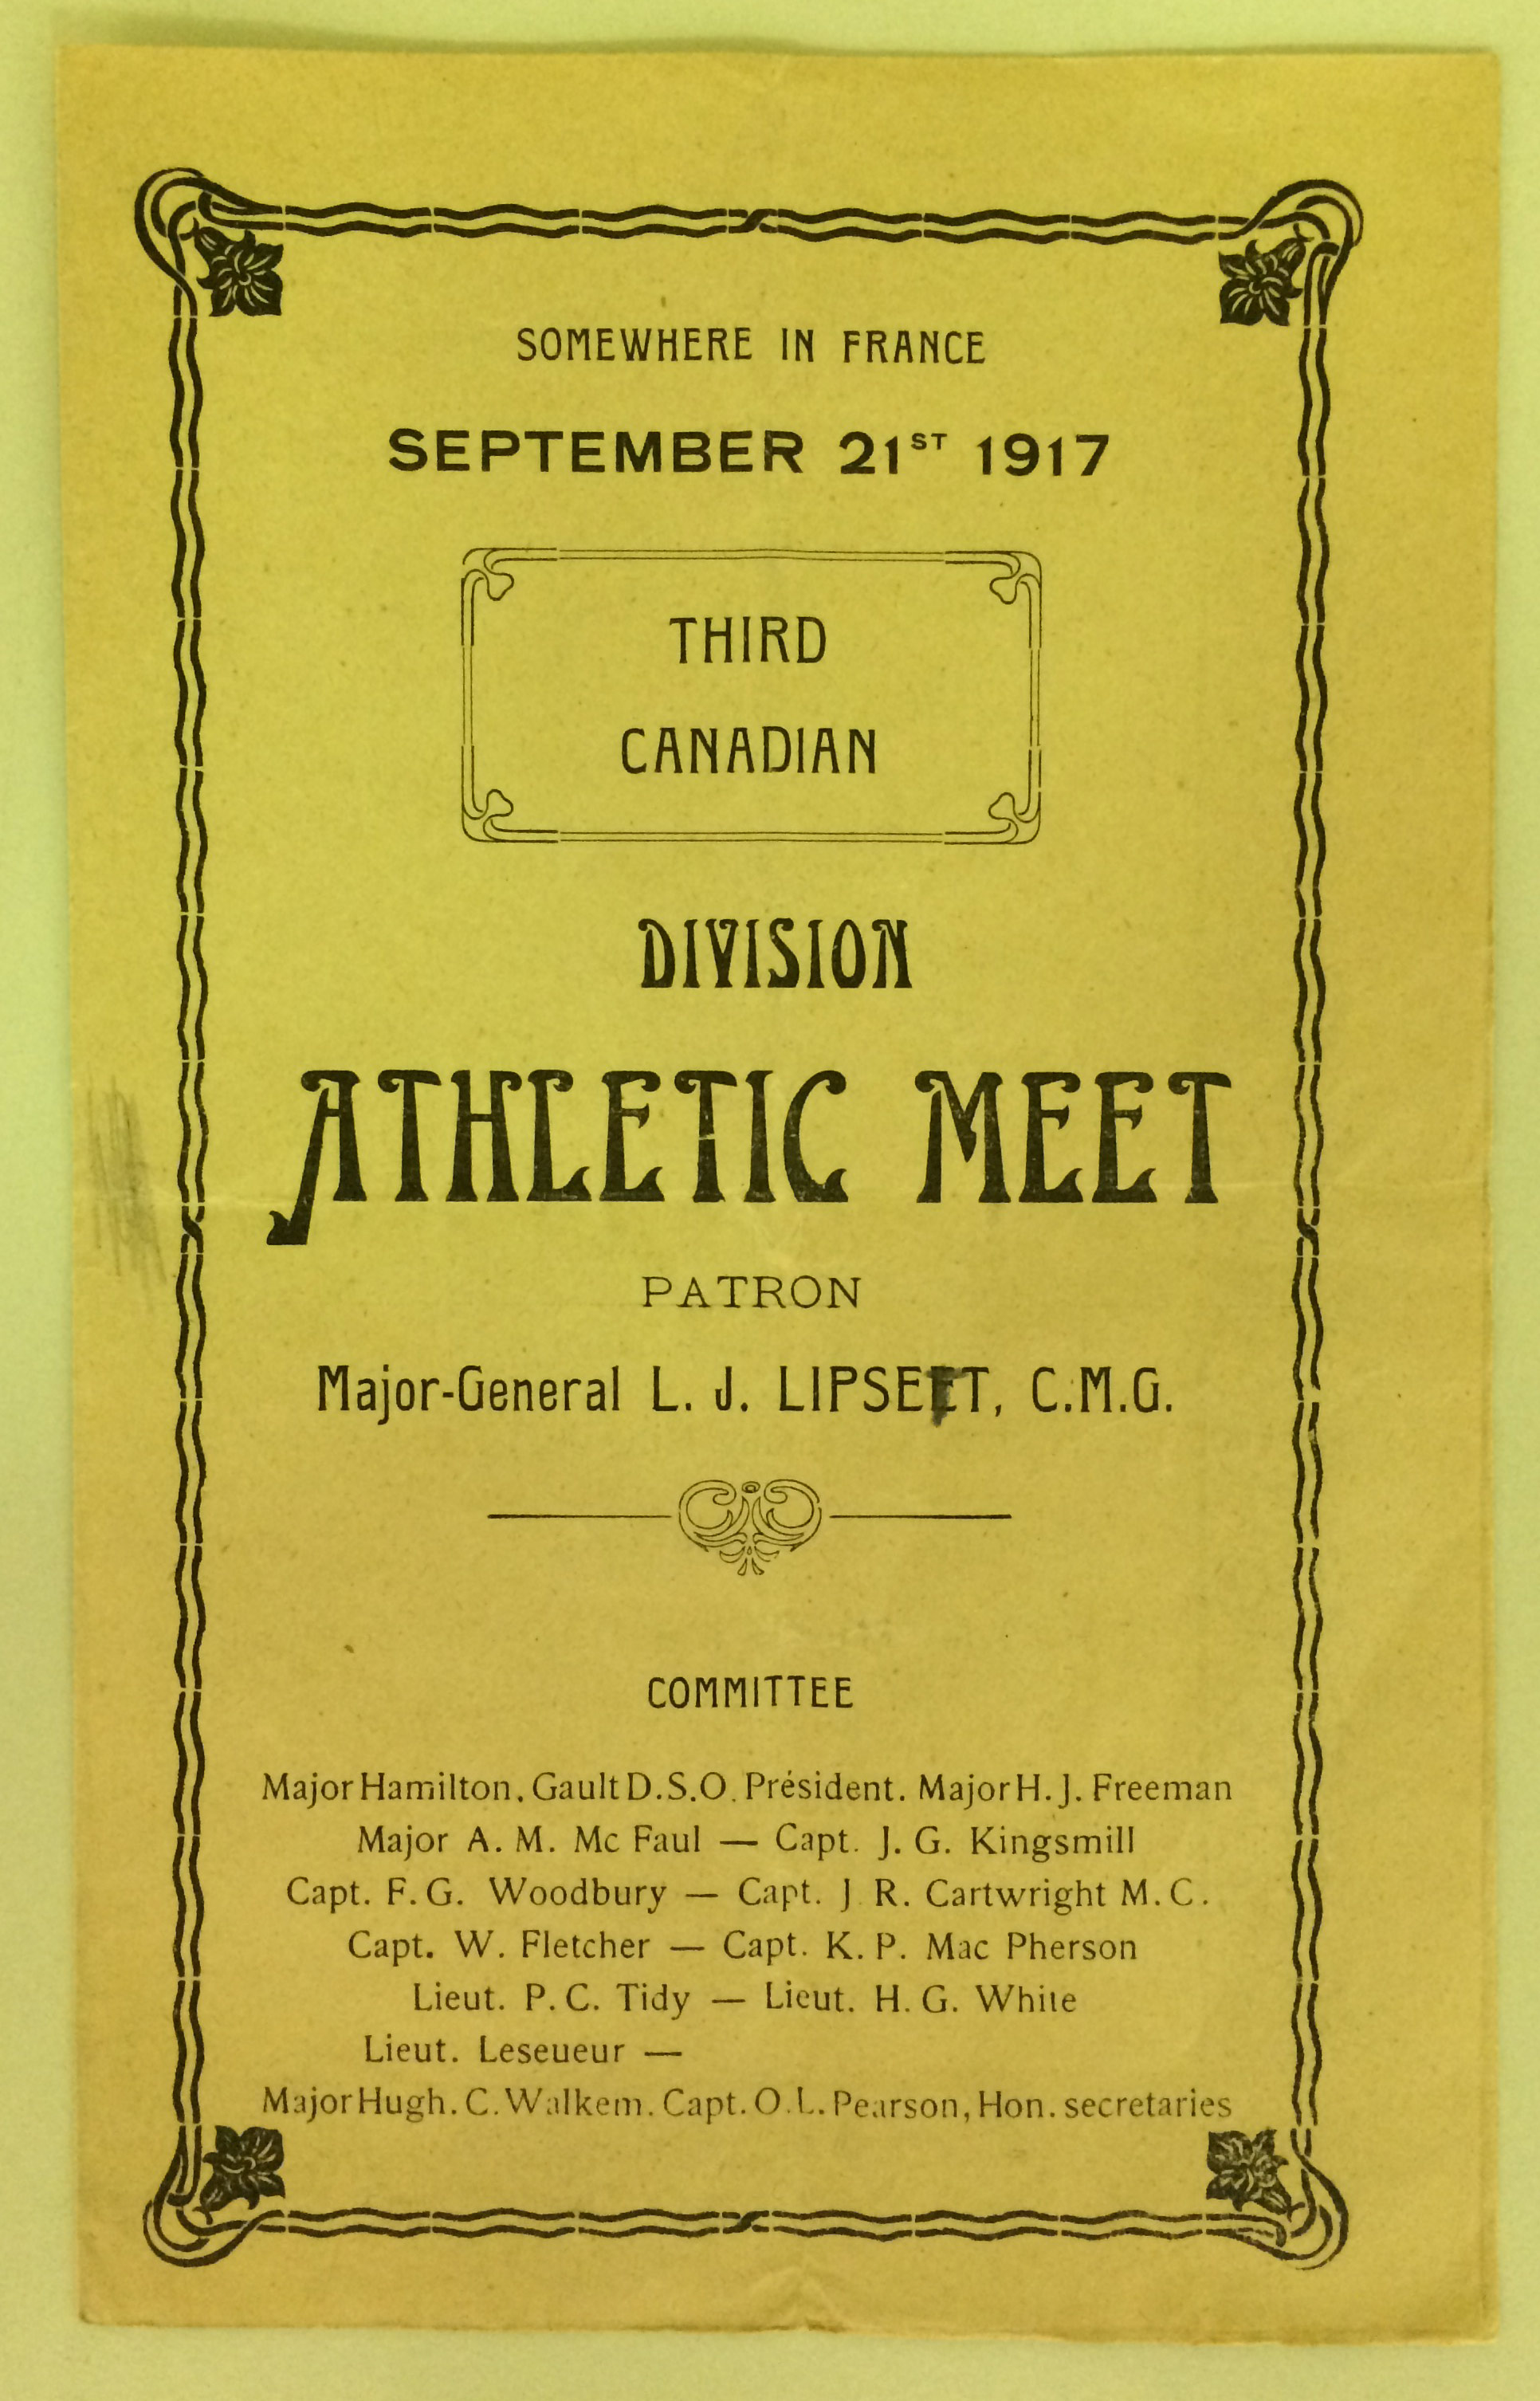 SOMEWHERE IN FRANCE
SEPTEMBER 21ST 1917
THIRD
CANADIAN
DIVISION
ATHLETIC MEET
PATRON
Major-General L. J. LIPSEET, C.M.G.
COMMITTEE
Major Hamilton. Gault D.S.O. Président. Major H. J. Freeman
Major A. M. Mc Faul — Capt. J. G. Kingsmill
Capt. F. G. Woodbury — Capt. J R. Cartwright M. C.
Capt. W. Fletcher — Capt. K. P. Mac Pherson
Lieut. P. C. Tidy — Lieut. H. G. White
Lieut. Leseueur —
Major Hugh. C. Walkem. Capt. O. L. Pearson, Hon. secretaries